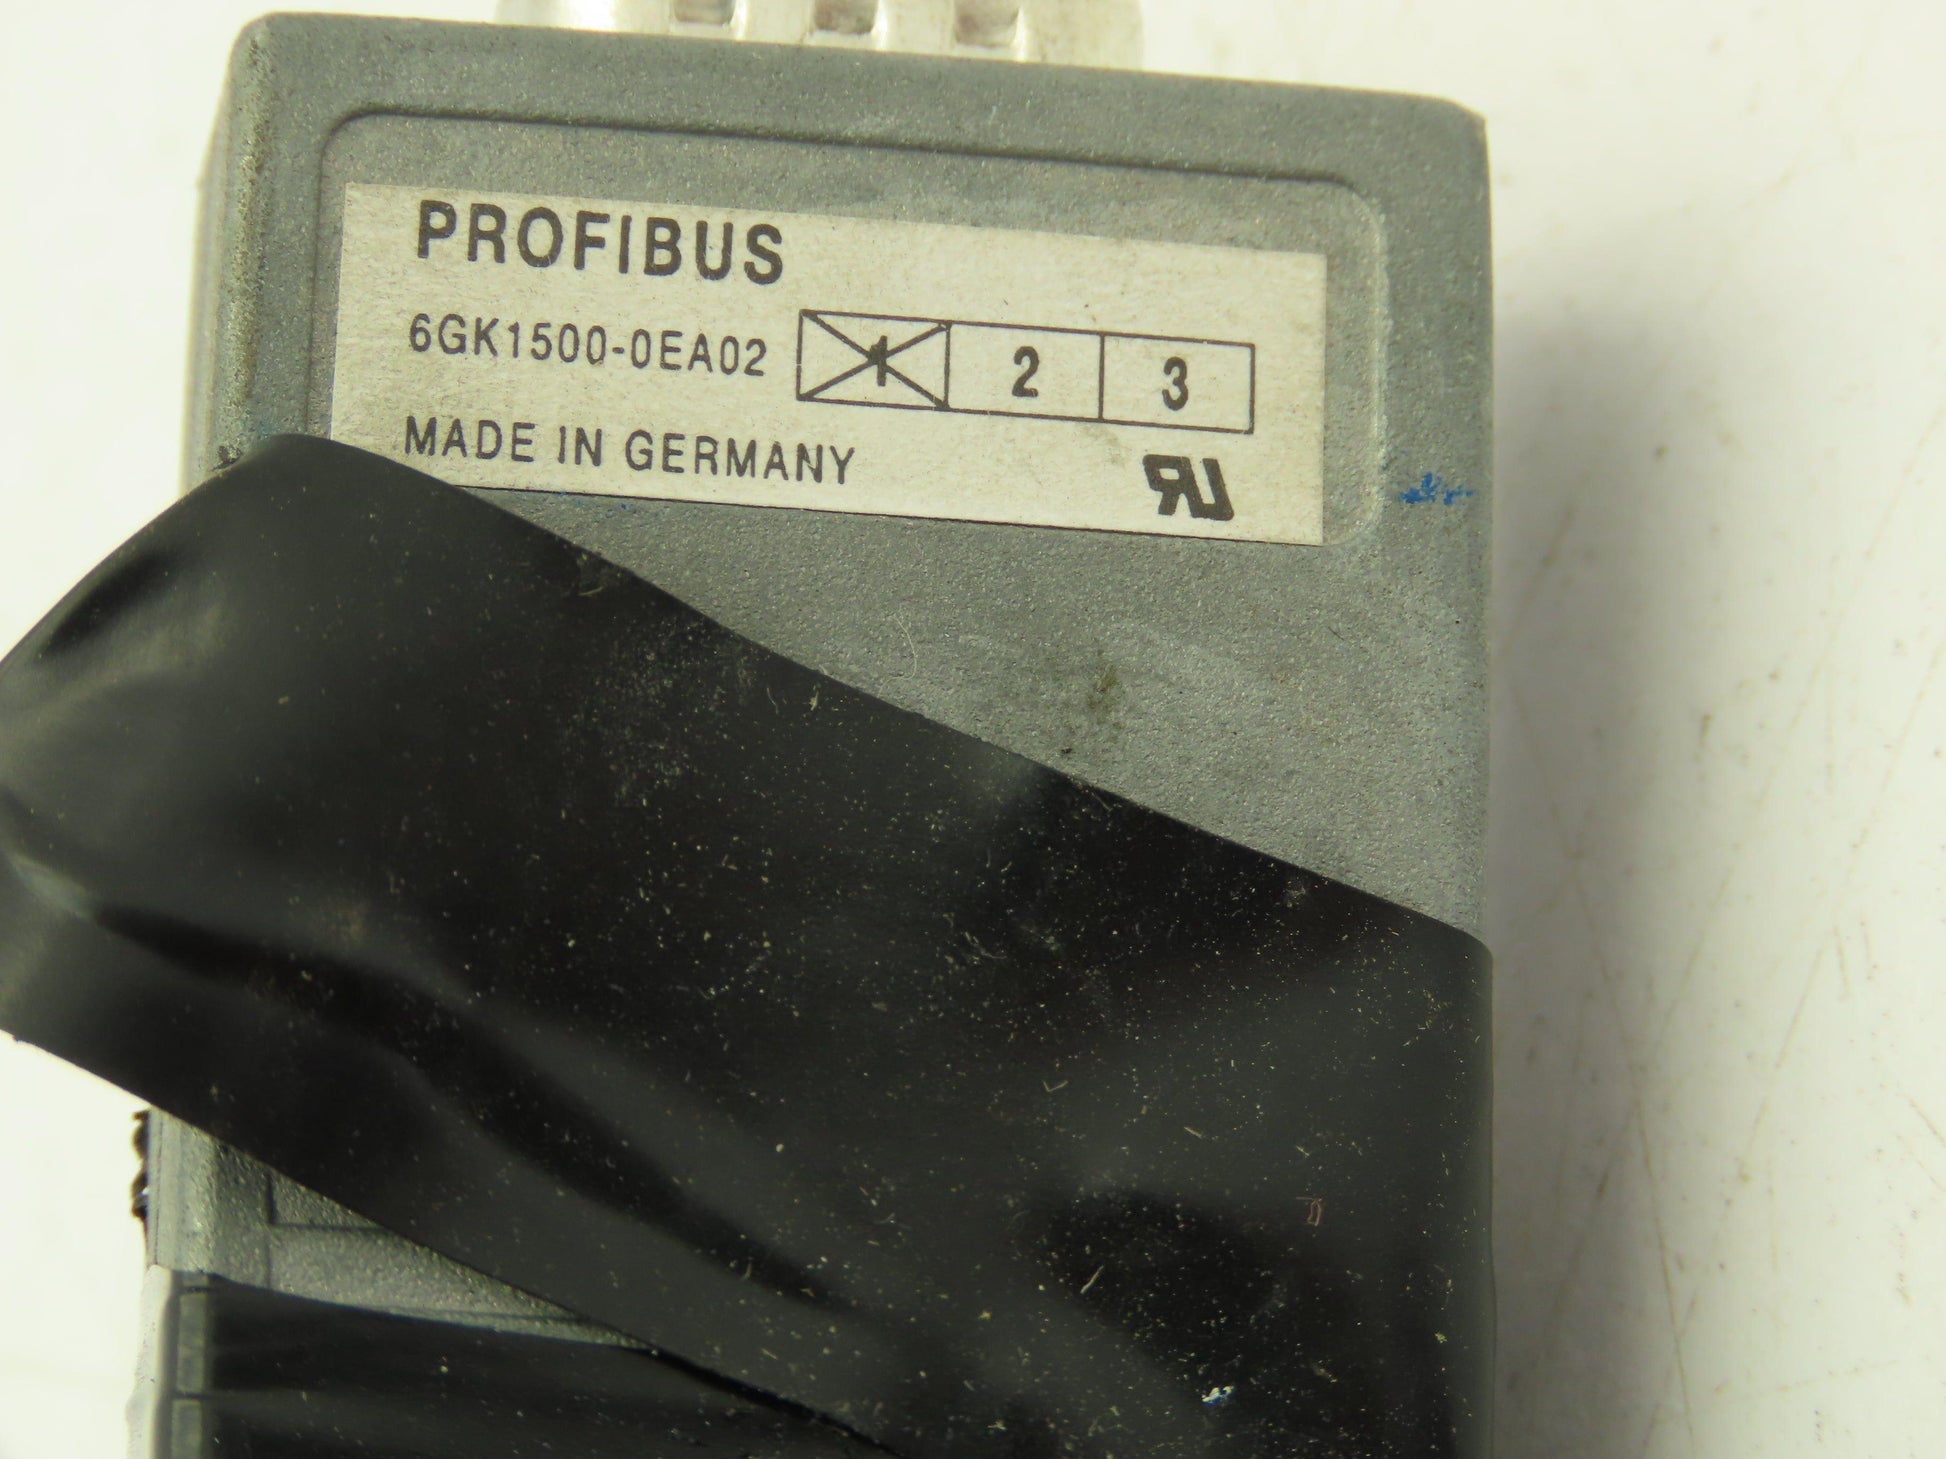 PROFIBUS
6GK1500-0EA02 1 2 3
MADE IN GERMANY